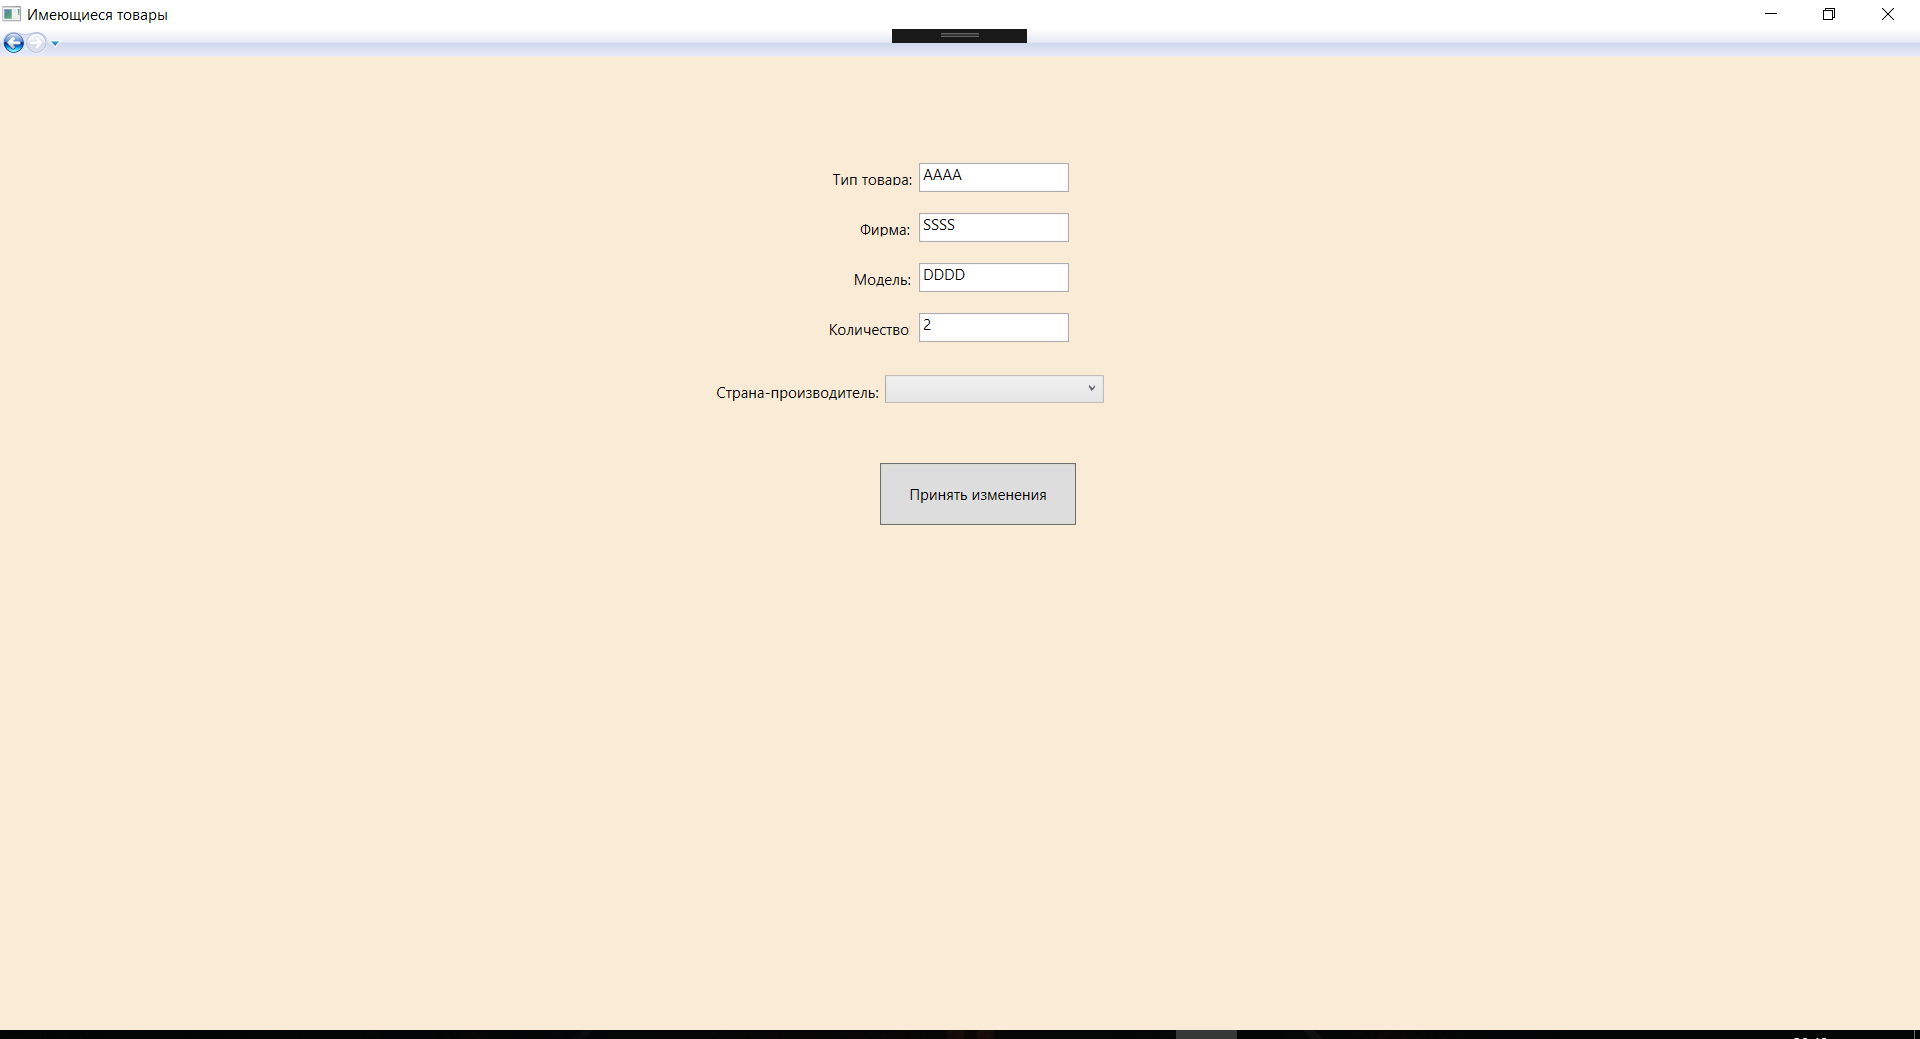 Имеющиеся товары
Тип товара: AAAA
Фирма: SSSS
Модель: DDDD
Количество 2
Страна-производитель:
Принять изменения